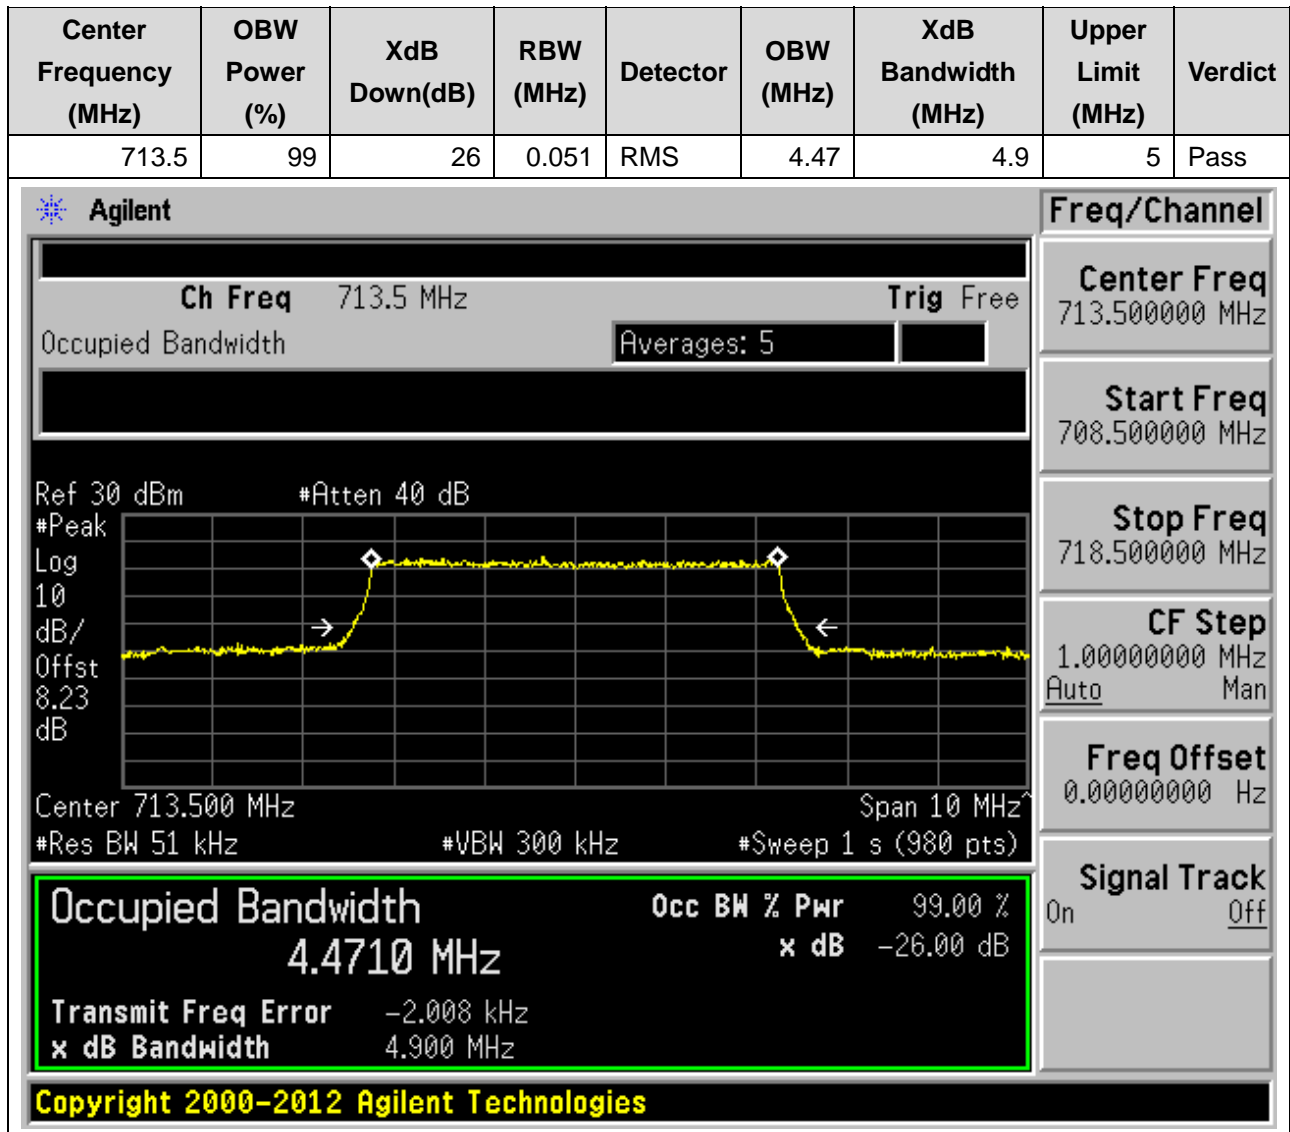 Center Frequency (MHz) OBW Power (%) XdB Down(dB) RBW (MHz) Detector OBW (MHz) XdB Bandwidth (MHz) Upper Limit (MHz) Verdict
713.5 99 26 0.051 RMS 4.47 4.9 5 Pass
Agilent
Freq/Channel
Ch Freq 713.5 MHz Trig Free
Occupied Bandwidth Averages: 5
Center Freq
713.500000 MHz
Start Freq
708.500000 MHz
Stop Freq
718.500000 MHz
CF Step
1.00000000 MHz
Auto Man
Freq Offset
0.00000000 Hz
Signal Track
On Off
Ref 30 dBm #Atten 40 dB
#Peak
Log
10
dB/
Offst
8.23
dB
Center 713.500 MHz Span 10 MHz^
#Res BW 51 kHz #VBW 300 kHz #Sweep 1 s (980 pts)
Occupied Bandwidth Occ BW % Pwr 99.00 %
4.4710 MHz x dB -26.00 dB
Transmit Freq Error -2.008 kHz
x dB Bandwidth 4.900 MHz
Copyright 2000-2012 Agilent Technologies